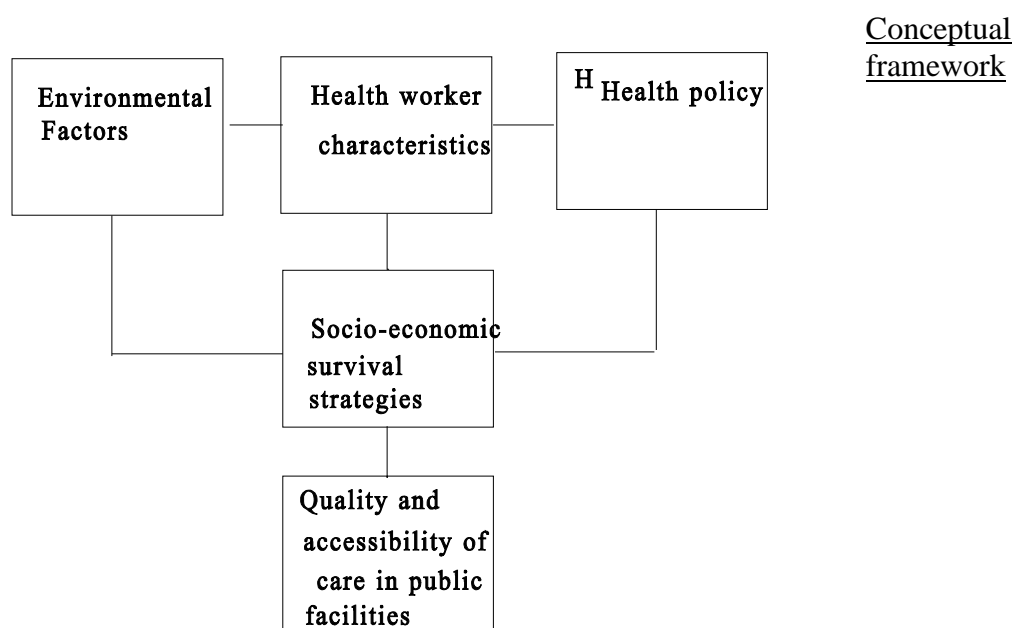 Conceptual
framework
Environmental
Factors
Health worker
characteristics
H
Health policy
Socio-economic
survival
strategies
Quality and
accessibility of
care in public
facilities